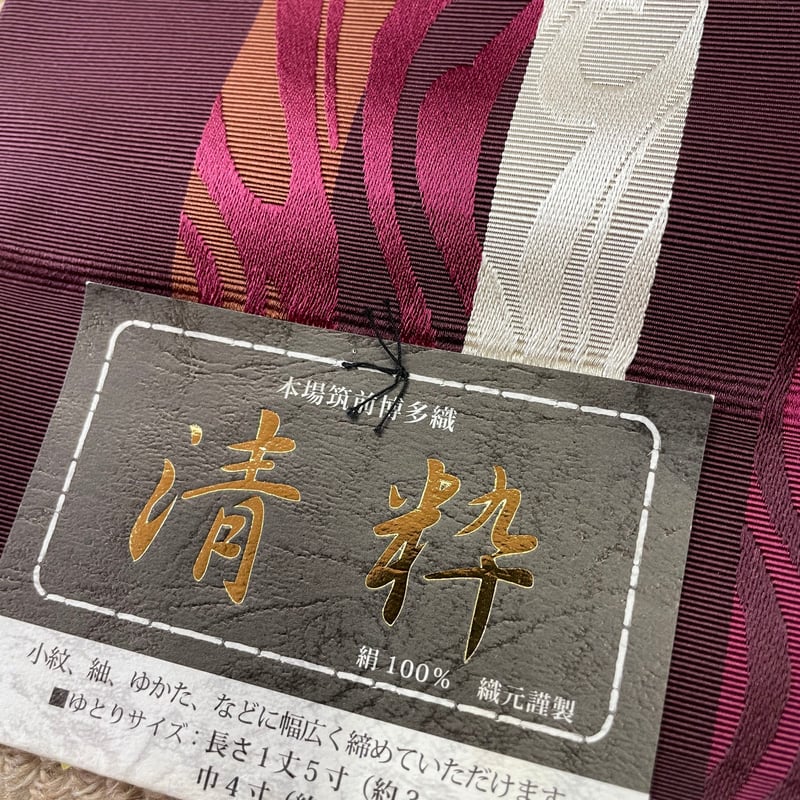 本場筑前博多織
清粋
絹100%
織元謹製
小紋、紬、ゆかた、などに幅広く締めていただけます
■ゆとりサイズ：長さ1丈5寸（約3
巾4寸（約